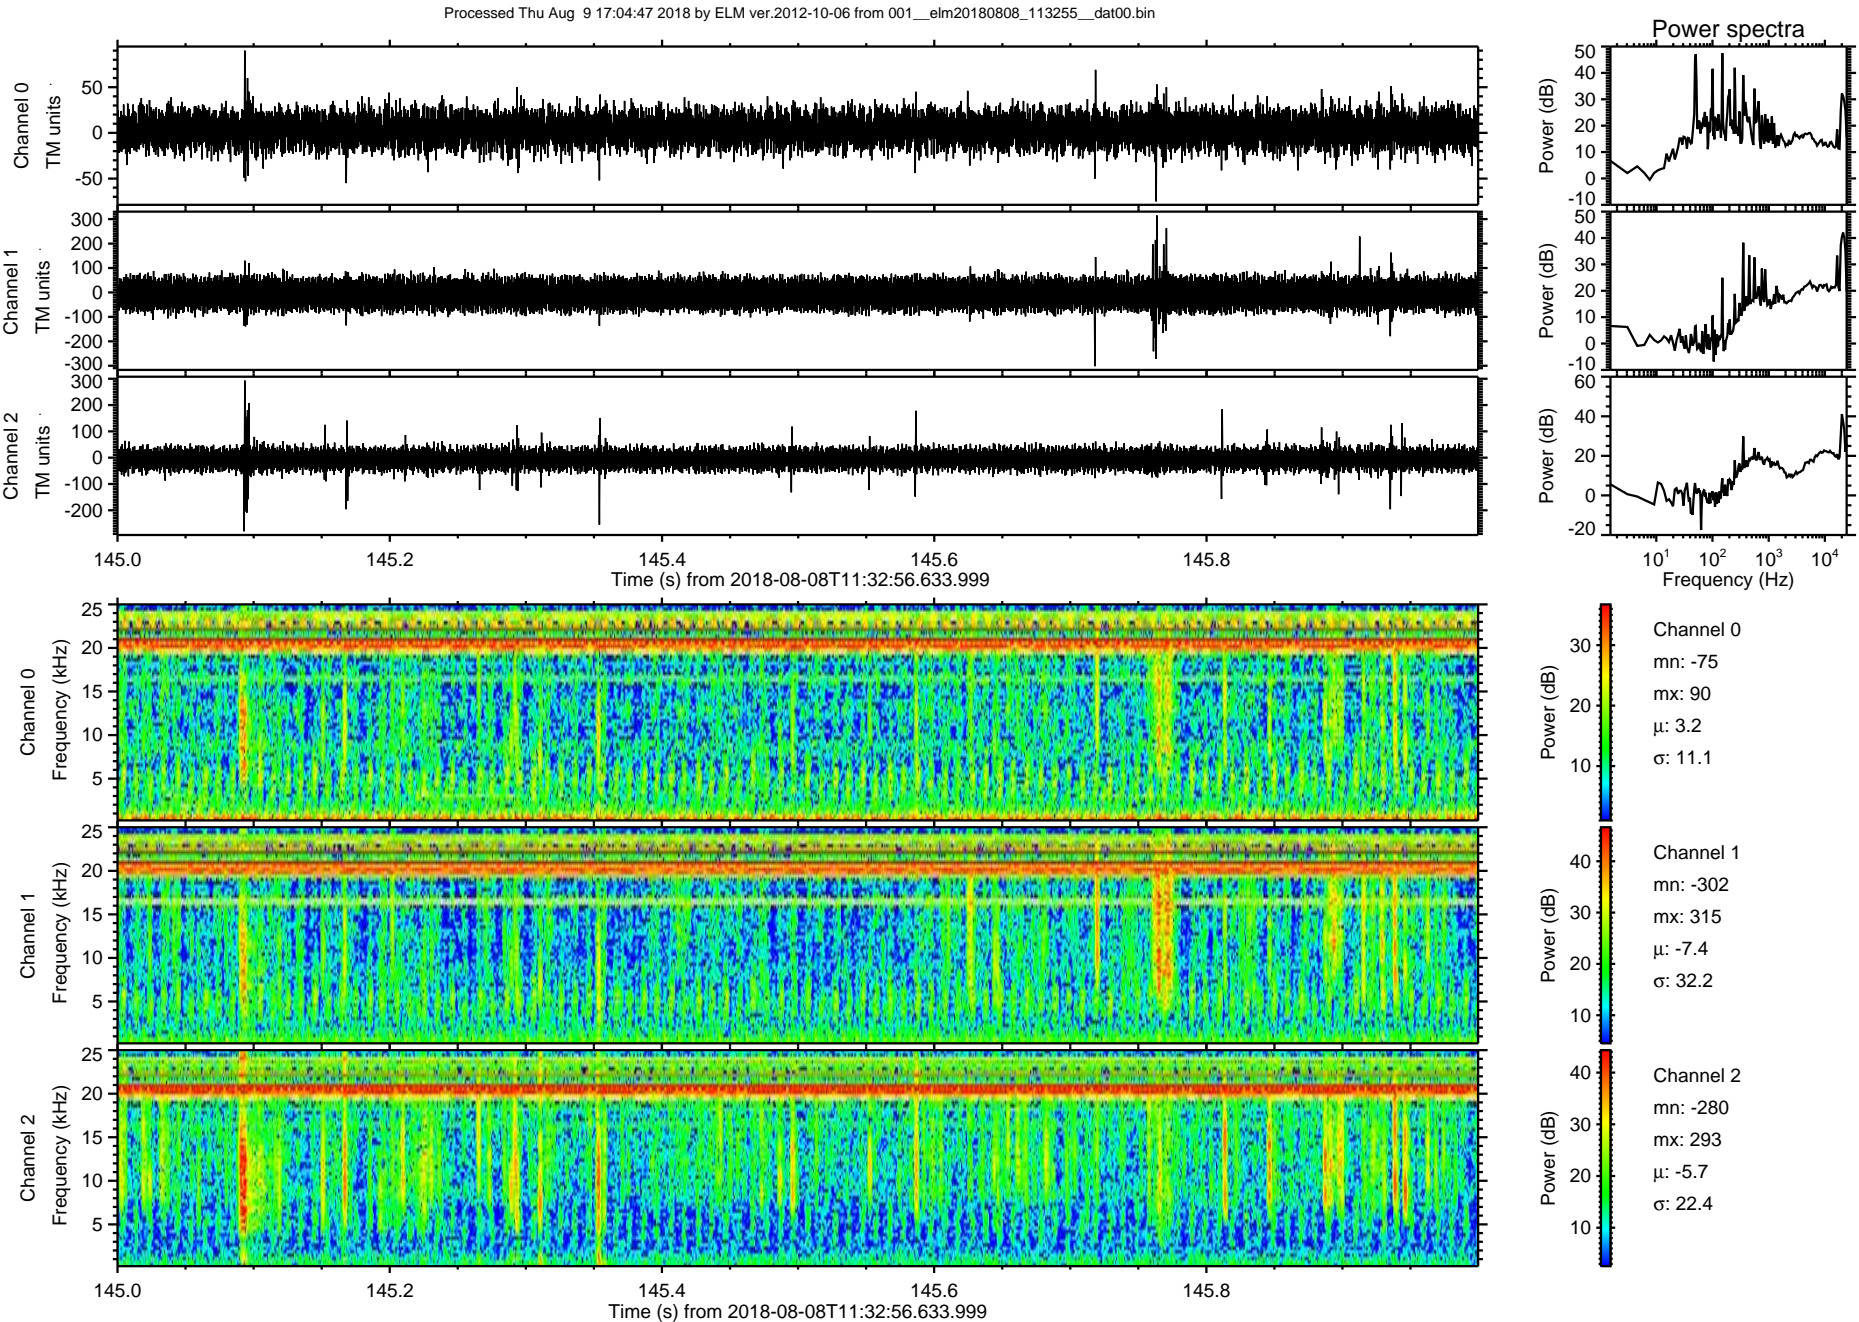 Processed Thu Aug  9 17:04:47 2018 by ELM ver.2012-10-06 from 001__elm20180808_113255__dat00.bin
Power spectra
Channel 0
TM units
50
0
-50
Power (dB)
50
40
30
20
10
0
-10
Channel 1
TM units
300
200
100
0
-100
-200
-300
Power (dB)
50
40
30
20
10
0
-10
Channel 2
TM units
300
200
100
0
-100
-200
Power (dB)
60
40
20
0
-20
145.0 145.2 145.4 145.6 145.8
Time (s) from 2018-08-08T11:32:56.633.999
10¹ 10² 10³ 10⁴
Frequency (Hz)
Channel 0
Frequency (kHz)
25
20
15
10
5
Power (dB)
30
20
10
Channel 0
mn: -75
mx: 90
μ: 3.2
σ: 11.1
Channel 1
Frequency (kHz)
25
20
15
10
5
Power (dB)
40
30
20
10
Channel 1
mn: -302
mx: 315
μ: -7.4
σ: 32.2
Channel 2
Frequency (kHz)
25
20
15
10
5
Power (dB)
40
30
20
10
Channel 2
mn: -280
mx: 293
μ: -5.7
σ: 22.4
145.0 145.2 145.4 145.6 145.8
Time (s) from 2018-08-08T11:32:56.633.999